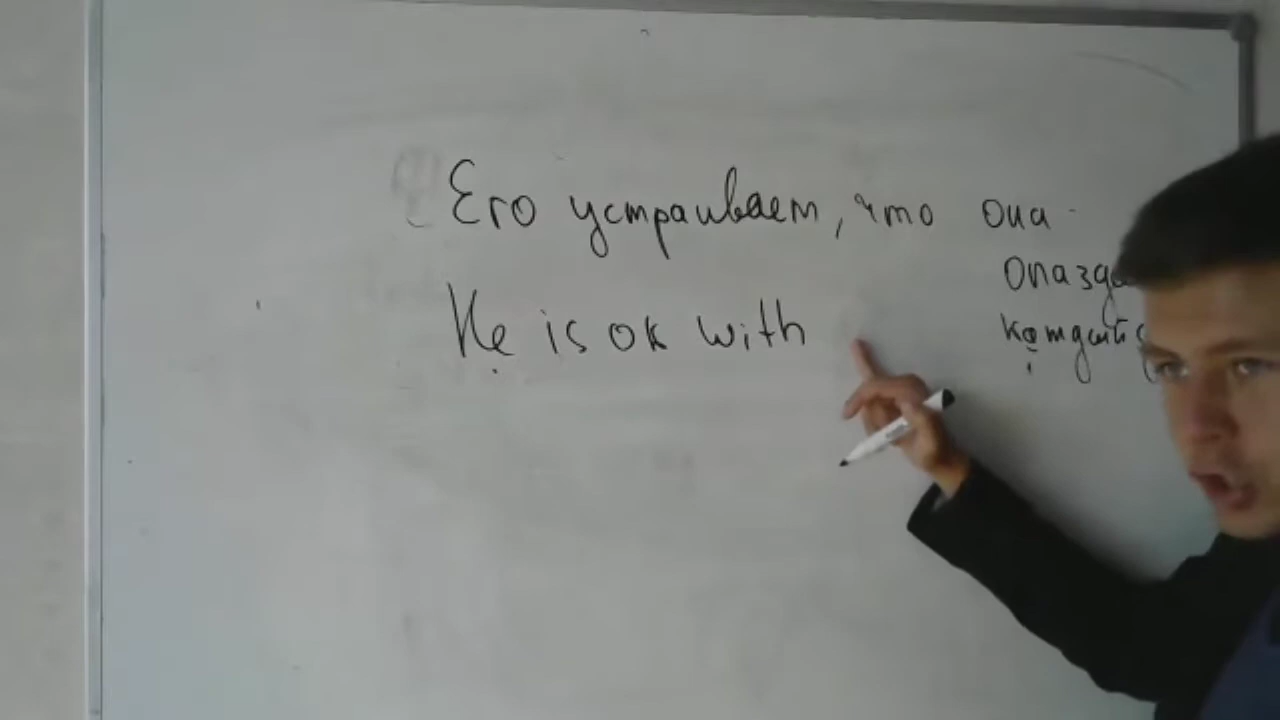 Его устраивает, что она
опазд
He is ok with